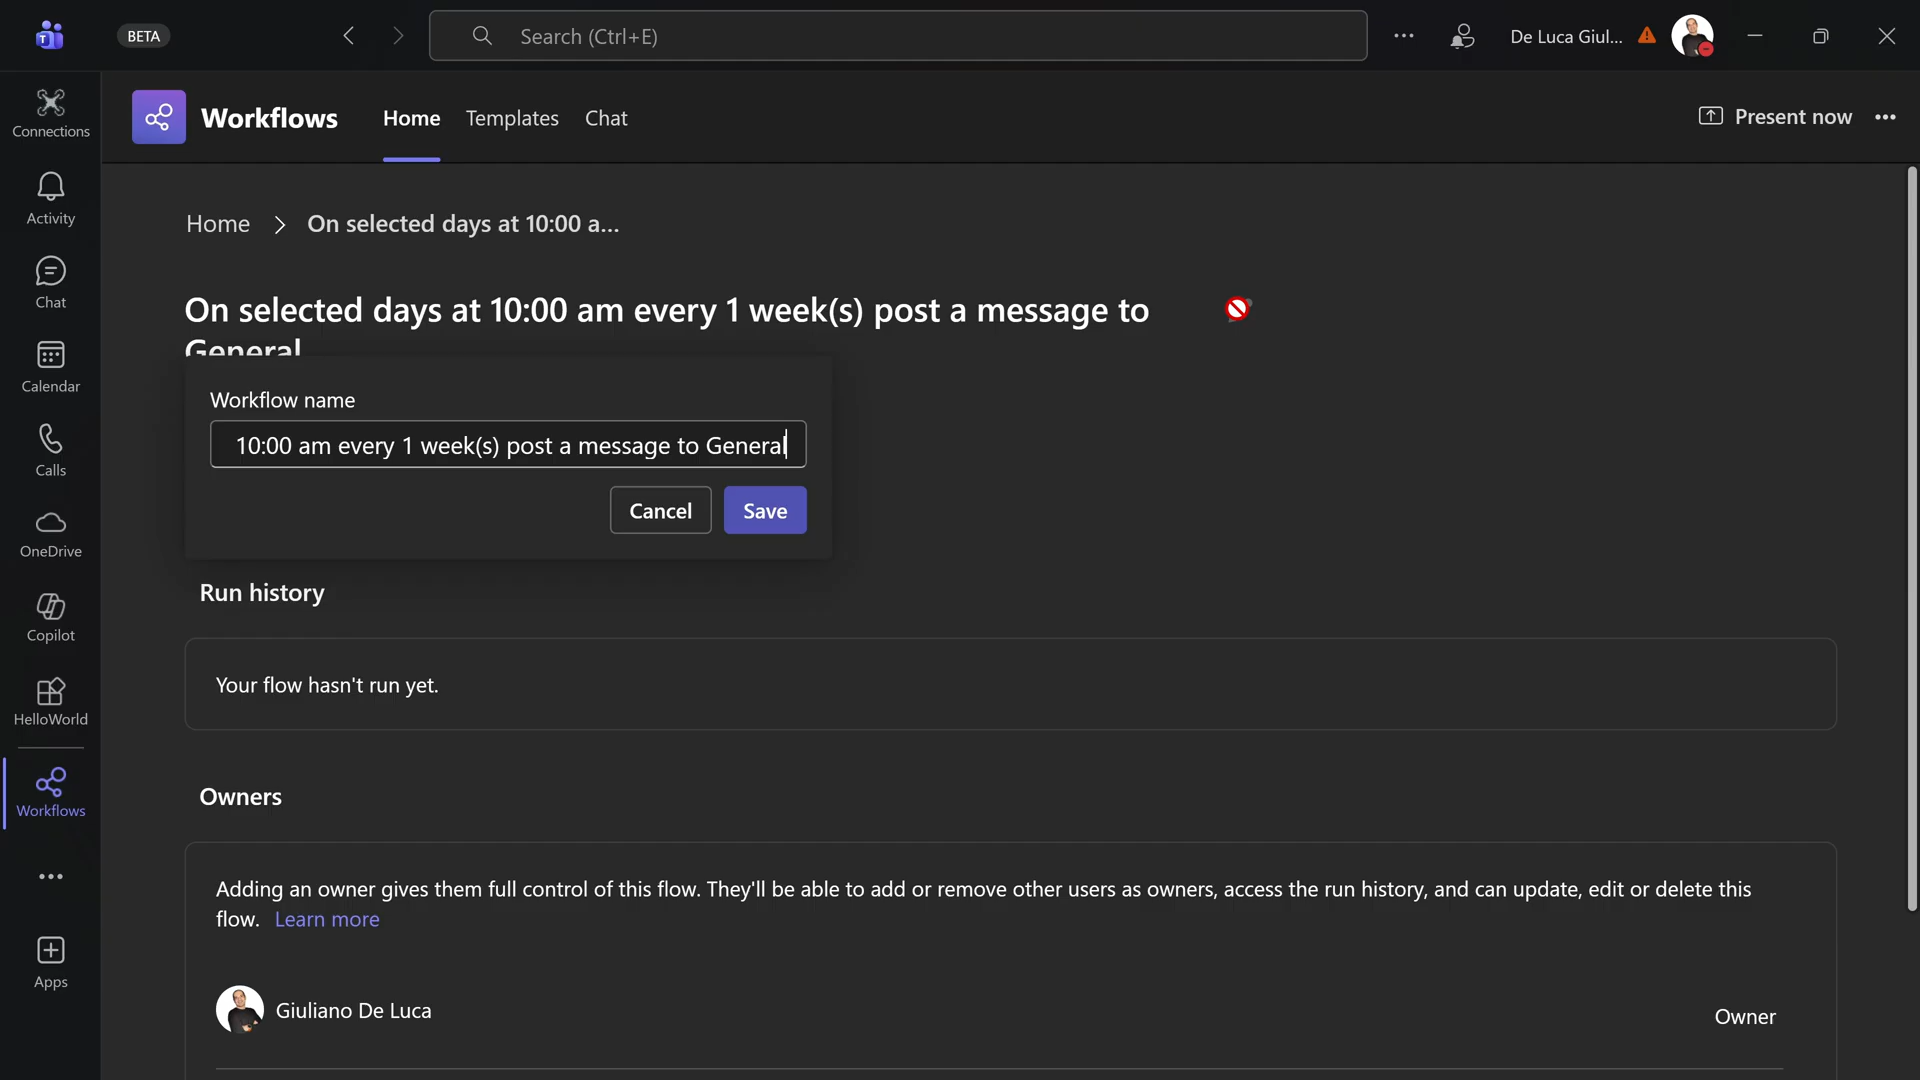 BETA
Search (Ctrl+E)
De Luca Giul...
Connections
Activity
Chat
Calendar
Calls
OneDrive
Copilot
HelloWorld
Workflows
Apps
Workflows
Home
Templates
Chat
Present now
Home
On selected days at 10:00 a...
On selected days at 10:00 am every 1 week(s) post a message to
General
Workflow name
10:00 am every 1 week(s) post a message to General
Cancel
Save
Run history
Your flow hasn't run yet.
Owners
Adding an owner gives them full control of this flow. They'll be able to add or remove other users as owners, access the run history, and can update, edit or delete this
flow. Learn more
Giuliano De Luca
Owner